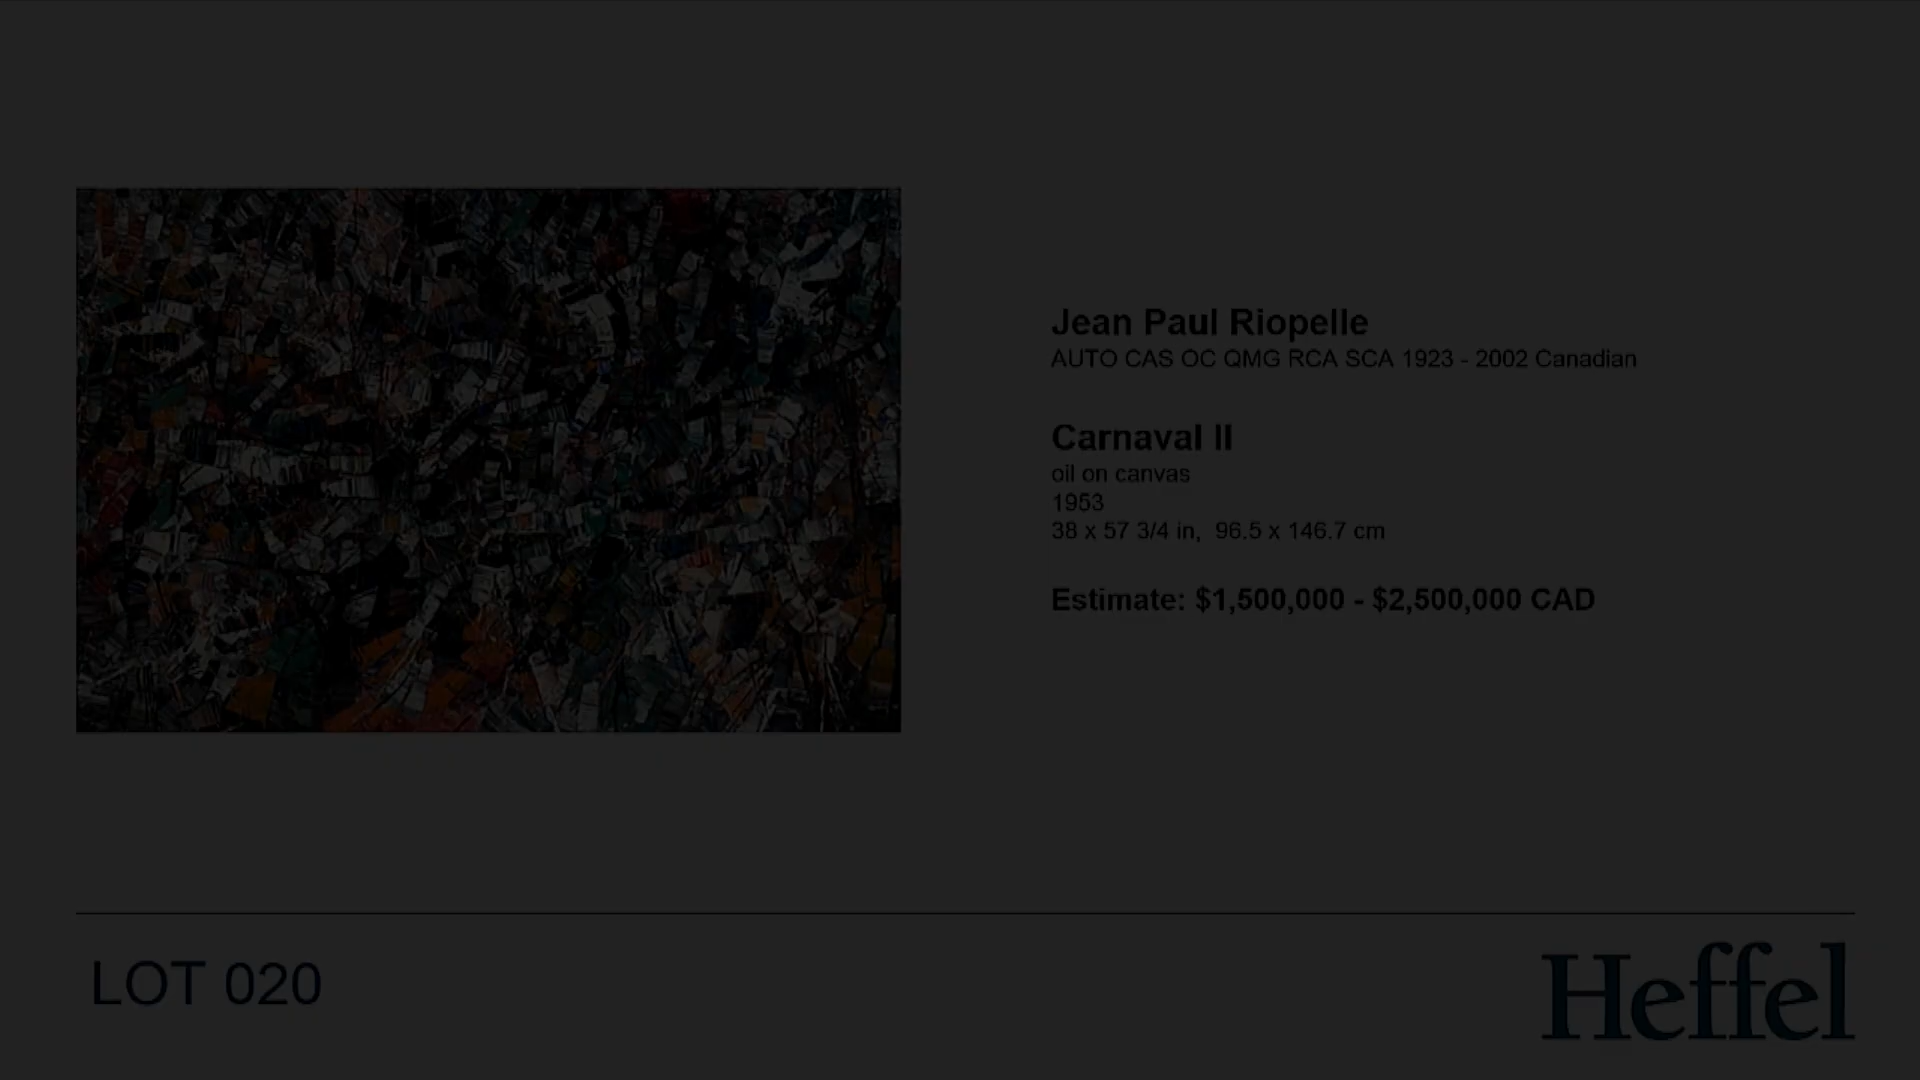 Jean Paul Riopelle
AUTO CAS OC QMG RCA SCA 1923 - 2002 Canadian
Carnaval II
oil on canvas
1953
38 x 57 3/4 in,  96.5 x 146.7 cm
Estimate: $1,500,000 - $2,500,000 CAD
LOT 020
Heffel